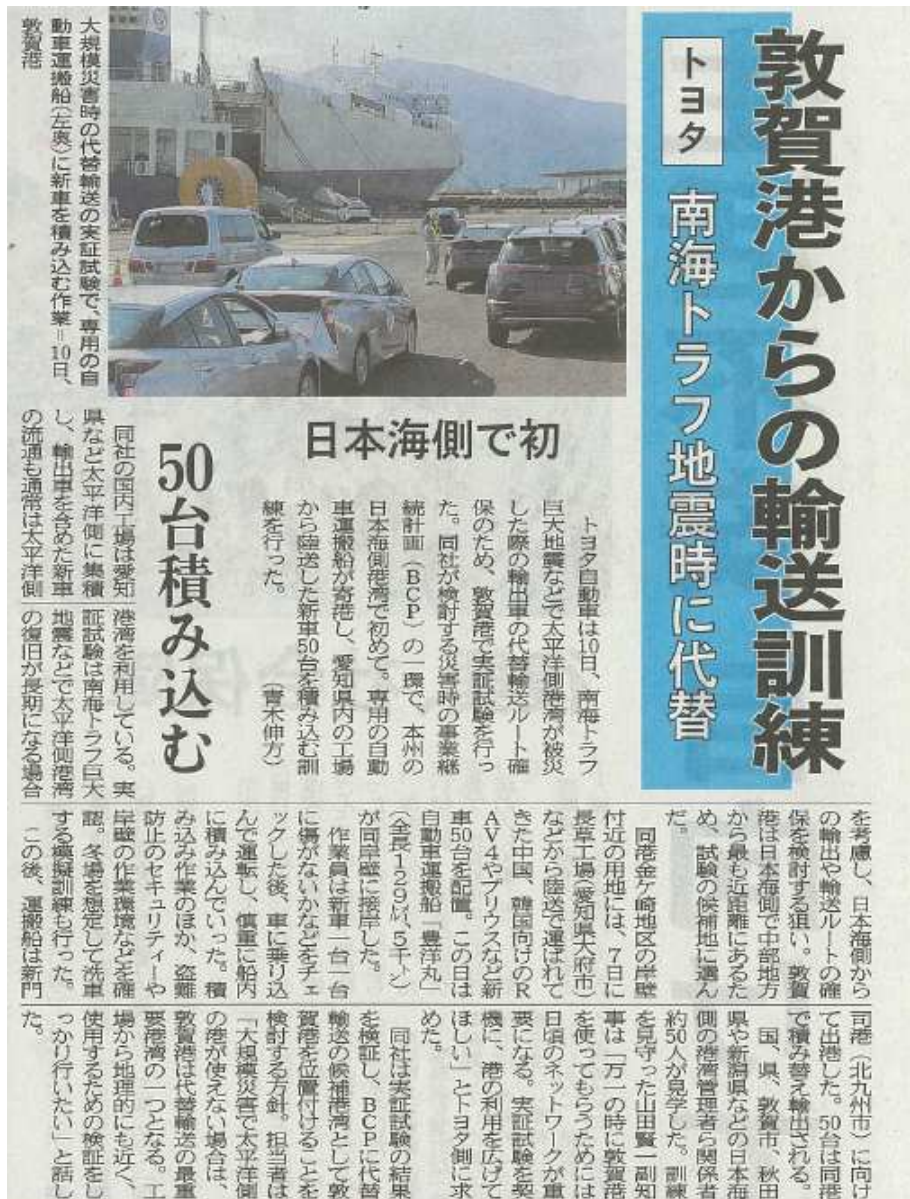 敦賀港からの輸送訓練
トヨタ
南海トラフ地震時に代替
大規模災害時の代替輸送の実証試験で、専用の自
動車運搬船(左奥)に新車を積み込む作業=10日、
敦賀港
日本海側で初
50台積み込む
トヨタ自動車は10日、南海トラフ
巨大地震などで太平洋側港湾が被災
した際の輸出車の代替輸送ルート確
保のため、敦賀港で実証試験を行っ
た。同社が検討する災害時の事業継
続計画(BCP)の一環で、本州の
日本海側港湾で初めて。専用の自動
車運搬船が寄港し、愛知県内の工場
から陸送した新車50台を積み込む訓
練を行った。
(青木伸方)
同社の国内工場は愛知
県など太平洋側に集積
し、輸出車を含めた新車
の流通も通常は太平洋側
港湾を利用している。実
証試験は南海トラフ巨大
地震などで太平洋側港湾
の復旧が長期になる場合
を考慮し、日本海側から
の輸出や輸送ルートの確
保を検討する狙い。敦賀
港は日本海側で中部地方
から最も近距離にあるた
め、試験の候補地に選ん
だ。
同港金ケ崎地区の岸壁
付近の用地には、7日に
長草工場(愛知県大府市)
などから陸送で運ばれて
きた中国、韓国向けのR
AV4やプリウスなど新
車50台を配置。この日は
自動車運搬船「豊洋丸」
(全長129㍍、5千㌧)
が同岸壁に接岸した。
作業員は新車一台一台
に傷がないかなどをチェ
ックした後、車に乗り込
んで運転し、慎重に船内
に積み込んでいった。積
み込み作業のほか、盗難
防止のセキュリティーや
岸壁の作業環境などを確
認。冬場を想定して洗車
する模擬訓練も行った。
この後、運搬船は新門
司港(北九州市)に向け
て出港した。50台は同港
で積み替え輸出される。
国、県、敦賀市、秋田
県や新潟県などの日本海
側の港湾管理者ら関係者
約50人が見学した。訓練
を見守った山田賢一副知
事は「万一の時に敦賀港
を使ってもらうためには
日頃のネットワークが重
要になる。実証試験を契
機に、港の利用を広げて
ほしい」とトヨタ側に求
めた。
同社は実証試験の結果
を検証し、BCPに代替
輸送の候補港湾として敦
賀港を位置付けることを
検討する方針。担当者は
「大規模災害で太平洋側
の港が使えない場合は、
敦賀港は代替輸送の最重
要港湾の一つとなる。工
場から地理的にも近く、
使用するための検証をし
っかり行いたい」と話し
た。